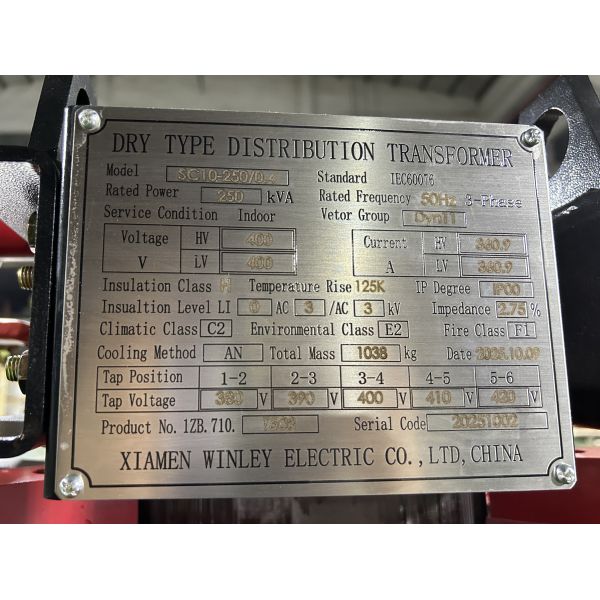 DRY TYPE DISTRIBUTION TRANSFORMER
Model SC10-250/0.4 Standard IEC60076
Rated Power 250 kVA Rated Frequency 50Hz 3-Phase
Service Condition Indoor Vetor Group Dyn11
Voltage HV 400 Current HV 360.9
V LV 400 A LV 360.9
Insulation Class H Temperature Rise 125K IP Degree IP00
Insualtion Level LI 0 AC 3 /AC 3 kV Impedance 2.75 %
Climatic Class C2 Environmental Class E2 Fire Class F1
Cooling Method AN Total Mass 1038 kg Date 2025.10.09
Tap Position 1-2 2-3 3-4 4-5 5-6
Tap Voltage 380 V 390 V 400 V 410 V 420 V
Product No. 1ZB.710. Serial Code 20251002
XIAMEN WINLEY ELECTRIC CO., LTD, CHINA